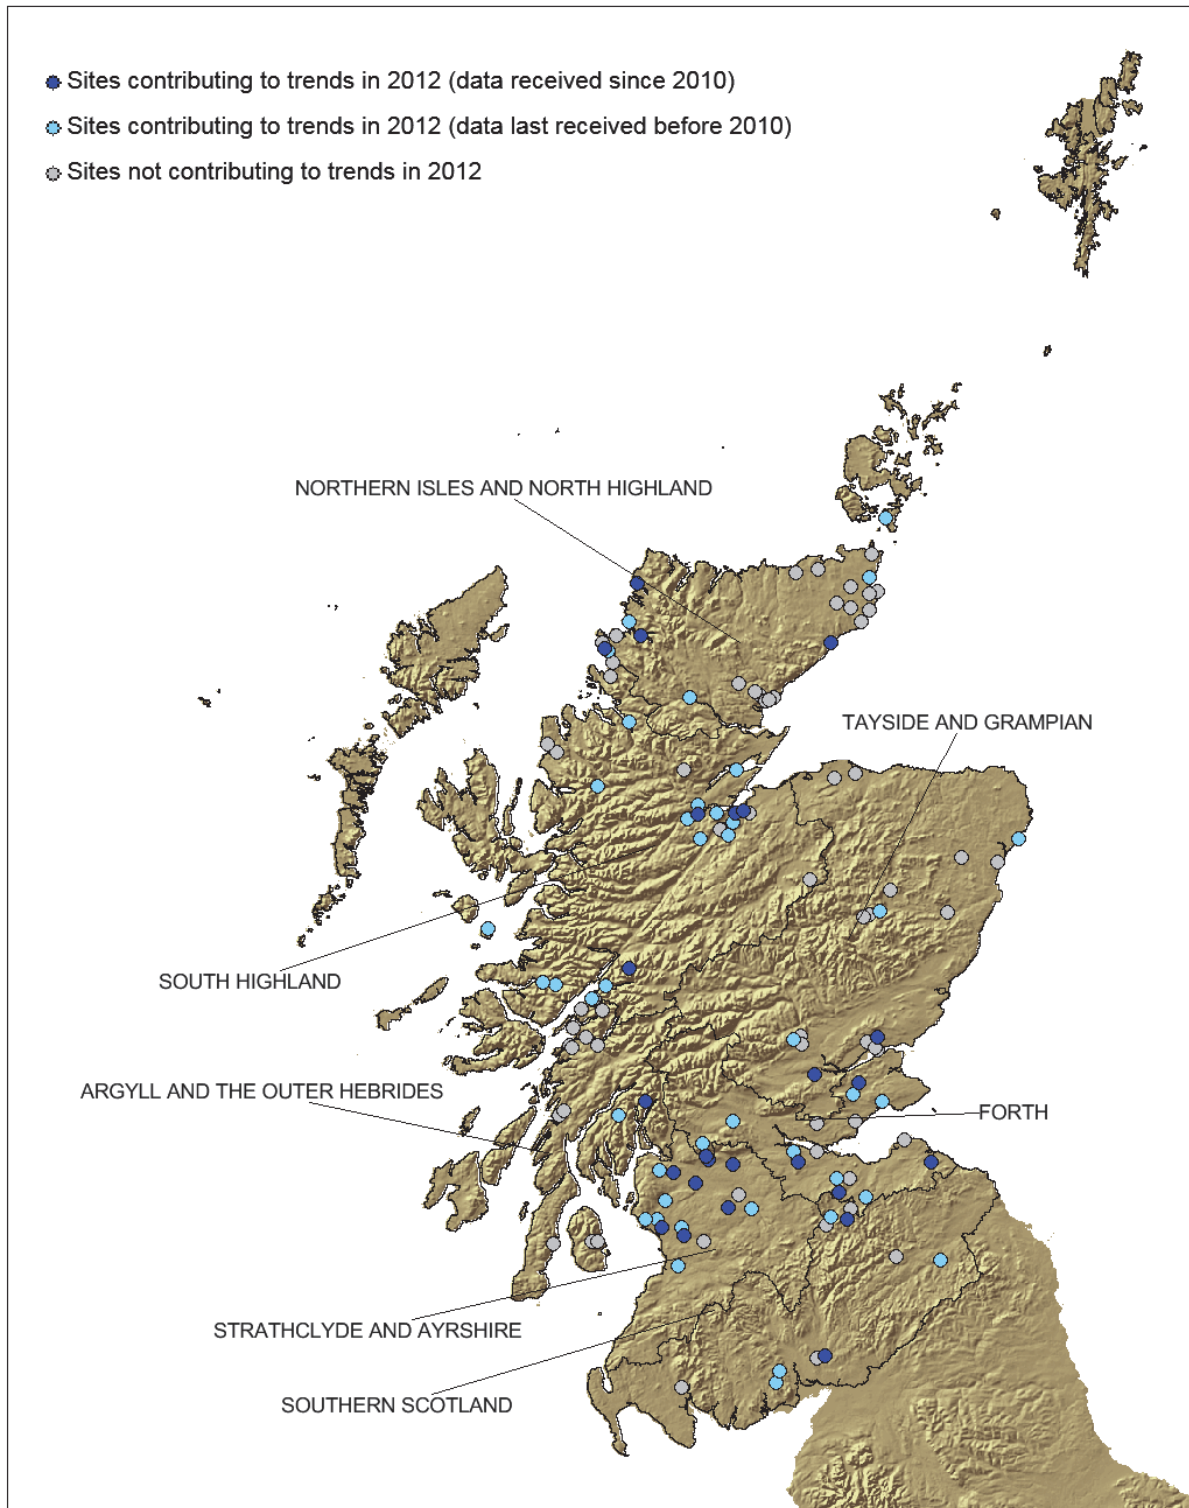 Sites contributing to trends in 2012 (data received since 2010)
Sites contributing to trends in 2012 (data last received before 2010)
Sites not contributing to trends in 2012
NORTHERN ISLES AND NORTH HIGHLAND
TAYSIDE AND GRAMPIAN
SOUTH HIGHLAND
ARGYLL AND THE OUTER HEBRIDES
FORTH
STRATHCLYDE AND AYRSHIRE
SOUTHERN SCOTLAND